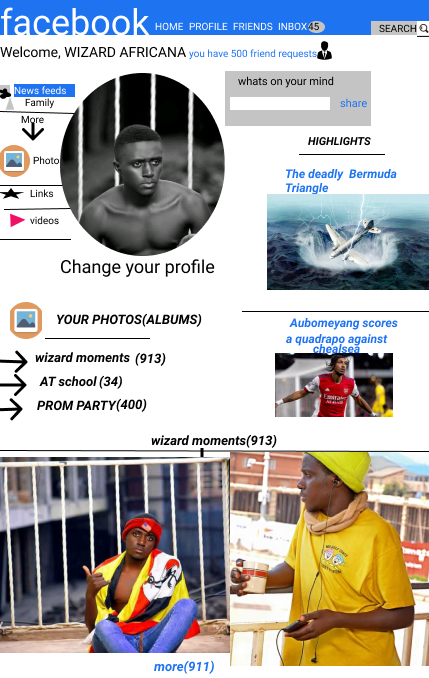 facebook HOME PROFILE FRIENDS INBOX 45 SEARCH
Welcome, WIZARD AFRICANA you have 500 friend requests
News feeds
Family
More
Photo
Links
videos
Change your profile
whats on your mind
share
HIGHLIGHTS
The deadly Bermuda
Triangle
YOUR PHOTOS(ALBUMS)
wizard moments (913)
AT school (34)
PROM PARTY(400)
Aubomeyang scores
a quadrapo against
chealsea
wizard moments(913)
more(911)